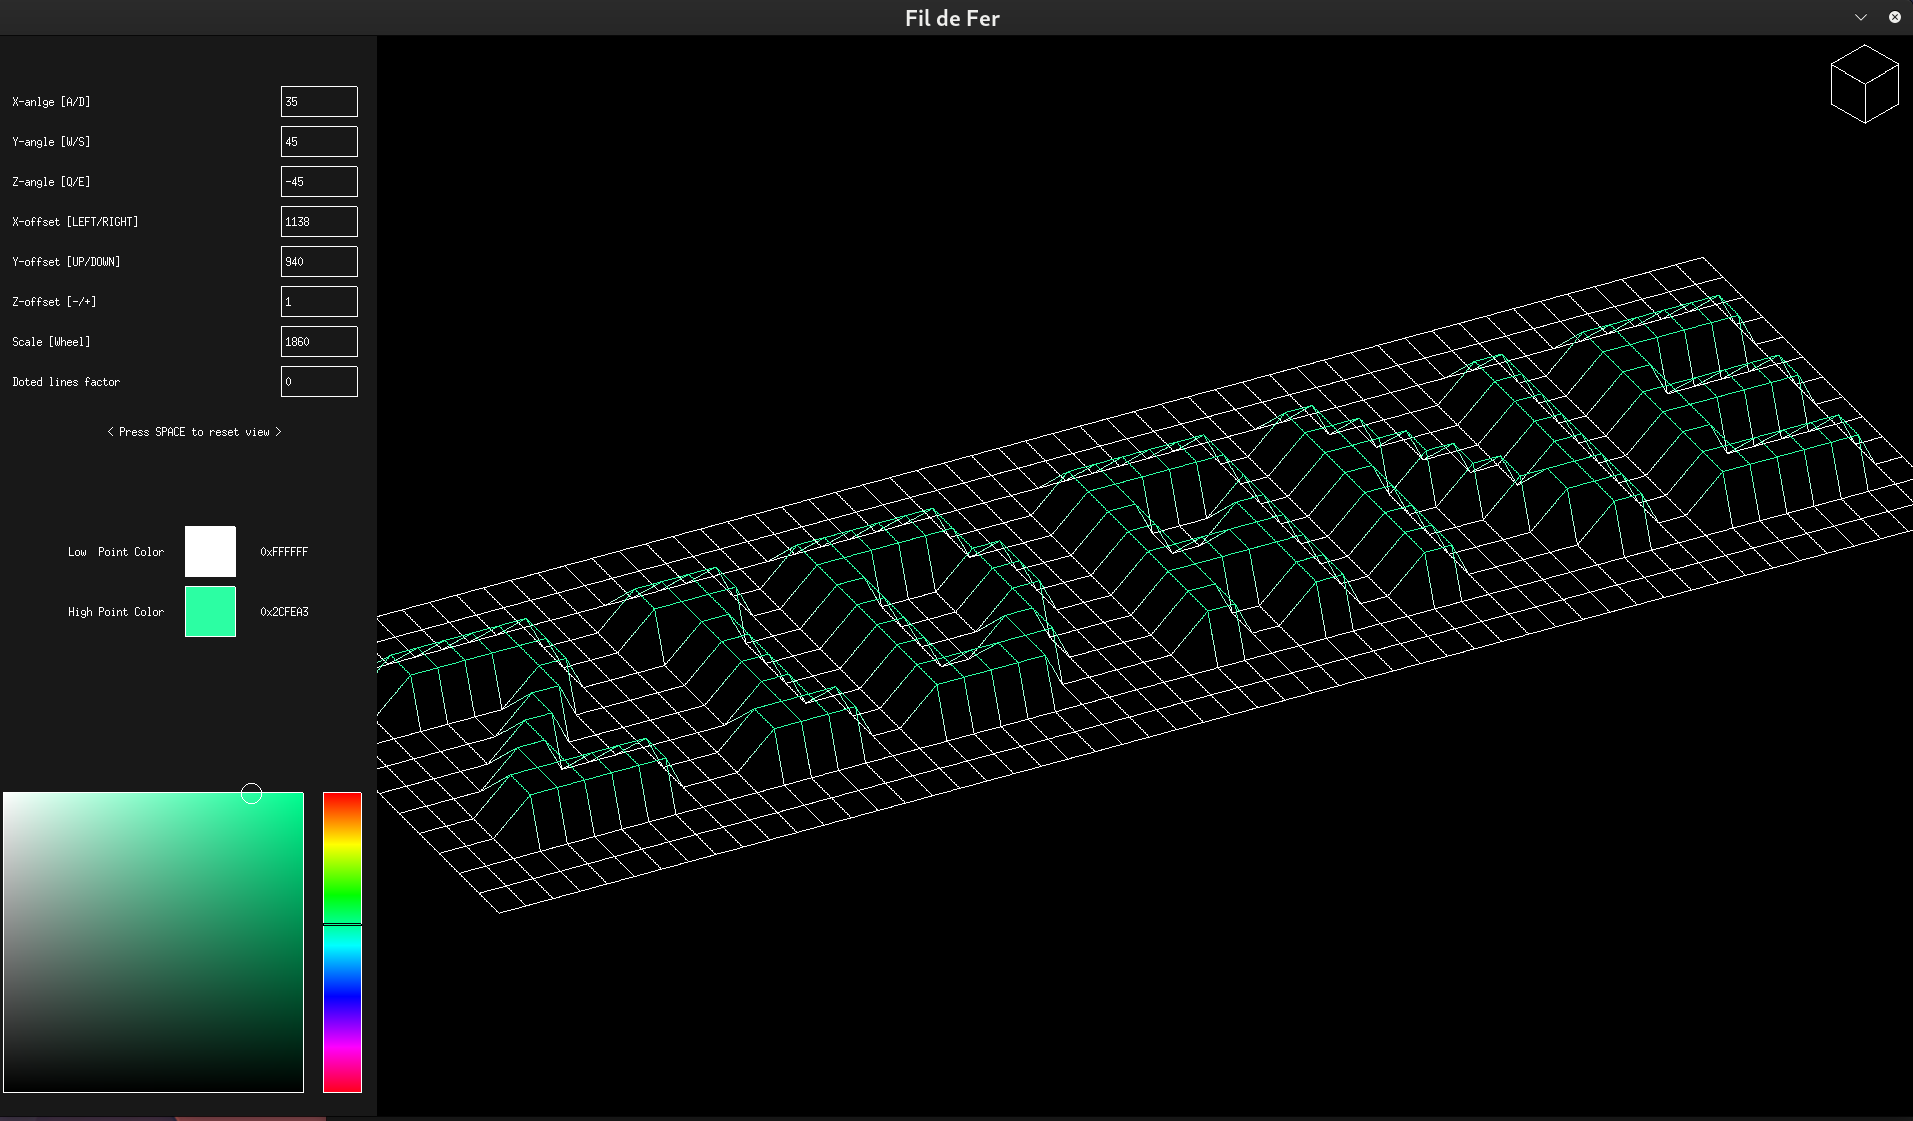 Fil de Fer
X-anlge [A/D] 35
Y-angle [W/S] 45
Z-angle [Q/E] -45
X-offset [LEFT/RIGHT] 1138
Y-offset [UP/DOWN] 940
Z-offset [-/+] 1
Scale [Wheel] 1860
Doted lines factor 0
< Press SPACE to reset view >
Low Point Color 0xFFFFFF
High Point Color 0x2CFEA3
ZIDANE